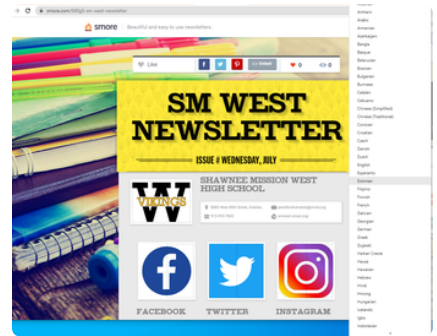 smore
Beautiful and easy to use newsletters
Like
0
0
SM WEST
NEWSLETTER
ISSUE # WEDNESDAY, JULY
SHAWNEE MISSION WEST
HIGH SCHOOL
W
VIKINGS
FACEBOOK
TWITTER
INSTAGRAM
Amharic
Arabic
Armenian
Azerbaijani
Bangla
Basque
Belarusian
Bosnian
Bulgarian
Burmese
Catalan
Cebuano
Chinese (Simplified)
Chinese (Traditional)
Corsican
Croatian
Czech
Danish
Dutch
English
Esperanto
Estonian
Filipino
Finnish
French
Galician
Georgian
German
Greek
Gujarati
Haitian Creole
Hausa
Hawaiian
Hebrew
Hindi
Hmong
Hungarian
Icelandic
Igbo
Indonesian